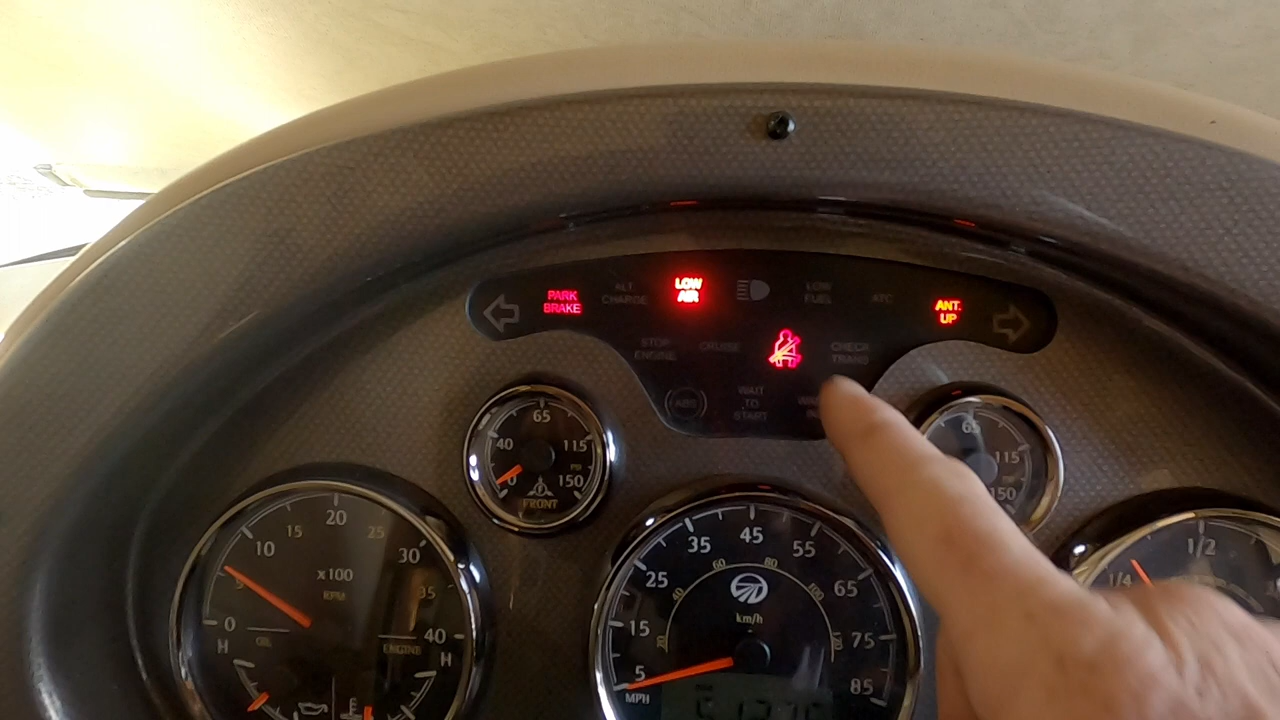 PARK
BRAKE
ALT
CHARGE
LOW
AIR
LOW
FUEL
ATC
ANT.
UP
STOP
ENGINE
CRUISE
CHECK
TRANS
ABS
WAIT
TO
START
40
65
115
150
0
PSI
FRONT
65
115
150
0
5
10
15
20
25
30
35
40
x100
RPM
OIL
ENGINE
H
H
5
15
25
35
45
55
65
75
85
MPH
20
40
60
80
100
km/h
1/4
1/2